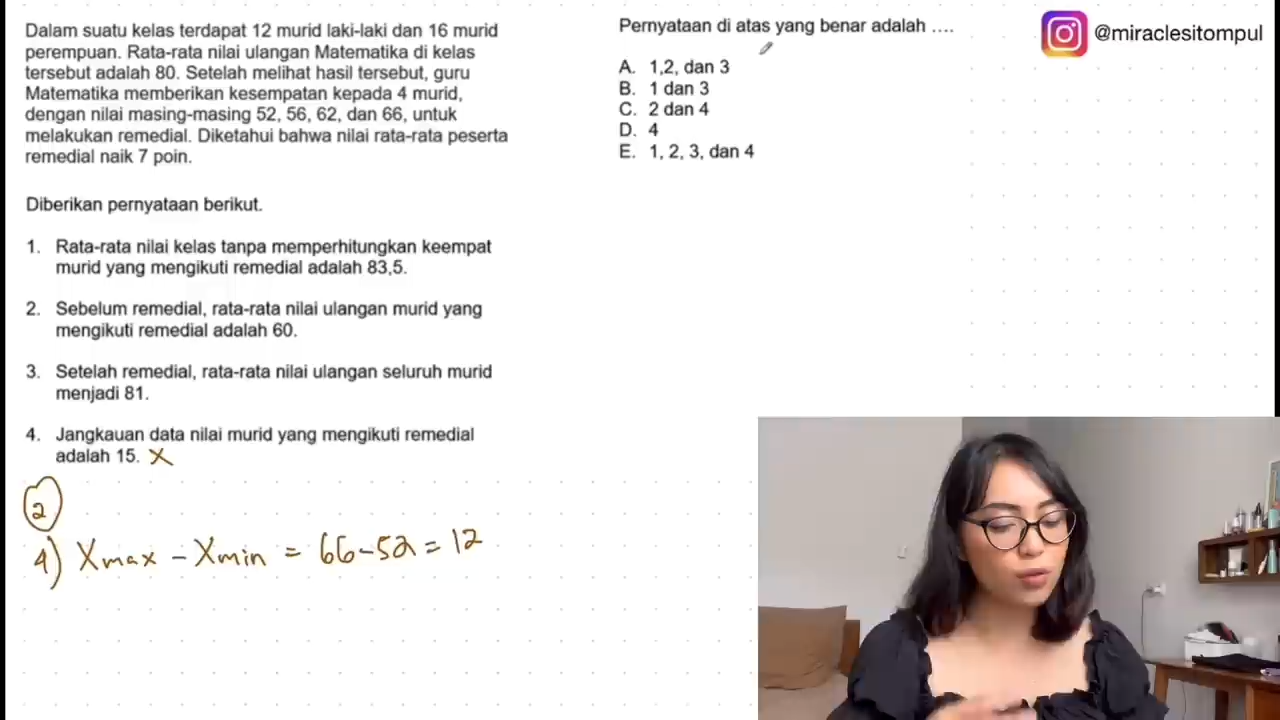 Dalam suatu kelas terdapat 12 murid laki-laki dan 16 murid
perempuan. Rata-rata nilai ulangan Matematika di kelas
tersebut adalah 80. Setelah melihat hasil tersebut, guru
Matematika memberikan kesempatan kepada 4 murid,
dengan nilai masing-masing 52, 56, 62, dan 66, untuk
melakukan remedial. Diketahui bahwa nilai rata-rata peserta
remedial naik 7 poin.
Diberikan pernyataan berikut.
1. Rata-rata nilai kelas tanpa memperhitungkan keempat
murid yang mengikuti remedial adalah 83,5.
2. Sebelum remedial, rata-rata nilai ulangan murid yang
mengikuti remedial adalah 60.
3. Setelah remedial, rata-rata nilai ulangan seluruh murid
menjadi 81.
4. Jangkauan data nilai murid yang mengikuti remedial
adalah 15. X
2
4) Xmax - Xmin = 66-52 = 12
Pernyataan di atas yang benar adalah ....
A. 1,2, dan 3
B. 1 dan 3
C. 2 dan 4
D. 4
E. 1, 2, 3, dan 4
@miraclesitompul